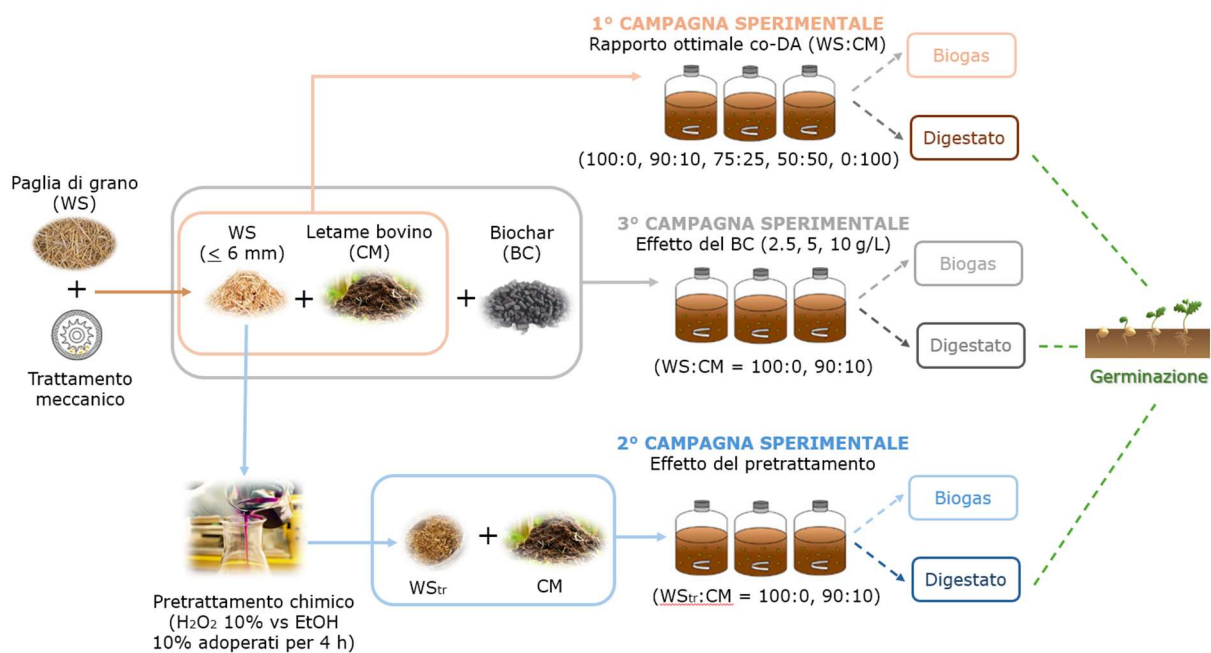 1° CAMPAGNA SPERIMENTALE
Rapporto ottimale co-DA (WS:CM)
(100:0, 90:10, 75:25, 50:50, 0:100)
Biogas
Digestato
Paglia di grano
(WS)
+
Trattamento
meccanico
WS
(≤ 6 mm)
+
Letame bovino
(CM)
+
Biochar
(BC)
3° CAMPAGNA SPERIMENTALE
Effetto del BC (2.5, 5, 10 g/L)
(WS:CM = 100:0, 90:10)
Biogas
Digestato
Germinazione
Pretrattamento chimico
(H₂O₂ 10% vs EtOH
10% adoperati per 4 h)
WStr
+
CM
2° CAMPAGNA SPERIMENTALE
Effetto del pretrattamento
(WStr:CM = 100:0, 90:10)
Biogas
Digestato